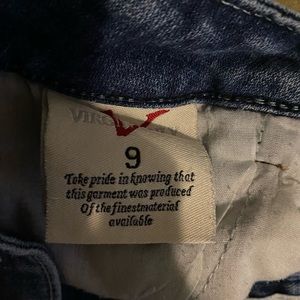 9
Take pride in knowing that
this garment was produced
Of the finestmaterial
available